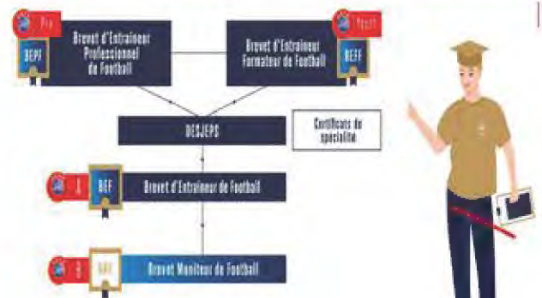 Pro
BEPF
Brevet d'Entraîneur
Professionnel
de Football
Brevet d'Entraîneur
Formateur de Football
Youth
BEFF
DESJEPS
Certificats de
spécialité
A
BEF
Brevet d'Entraîneur de Football
B
BMF
Brevet Moniteur de Football